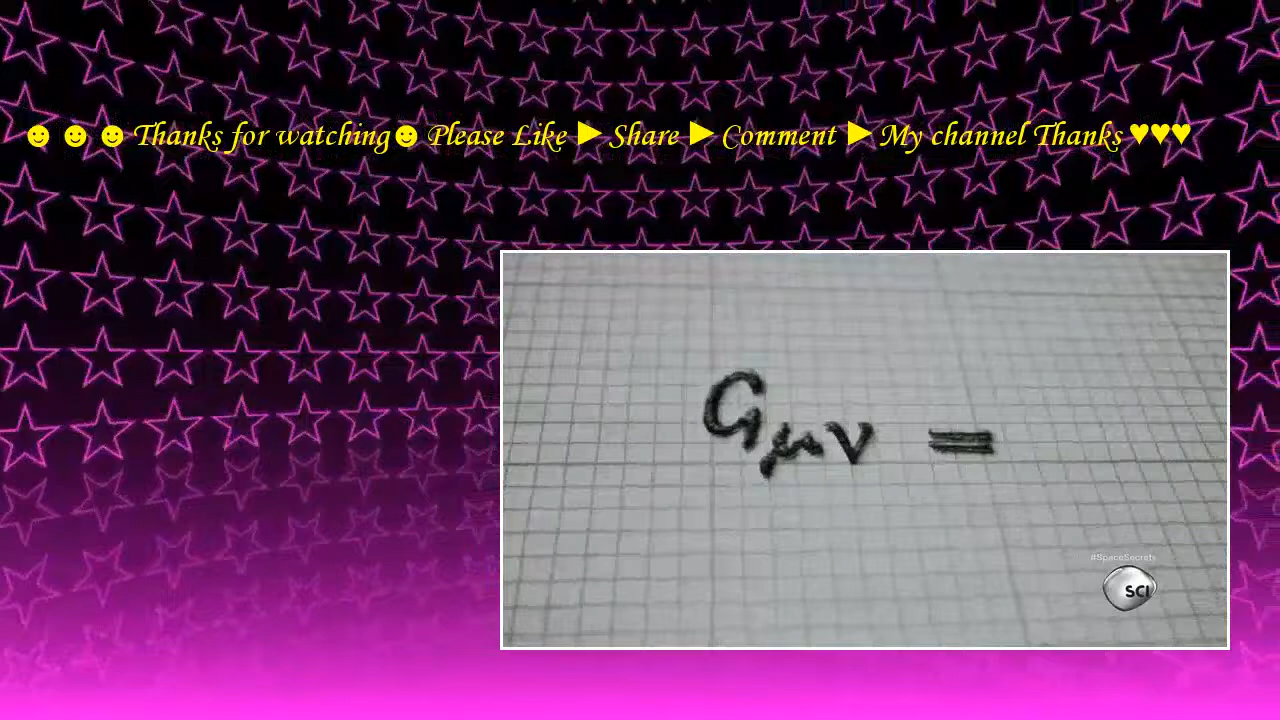 ☻ ☻ ☻ Thanks for watching☻ Please Like ► Share ► Comment ► My channel Thanks ♥♥♥
Gμν =
#SpaceSecrets
SCI